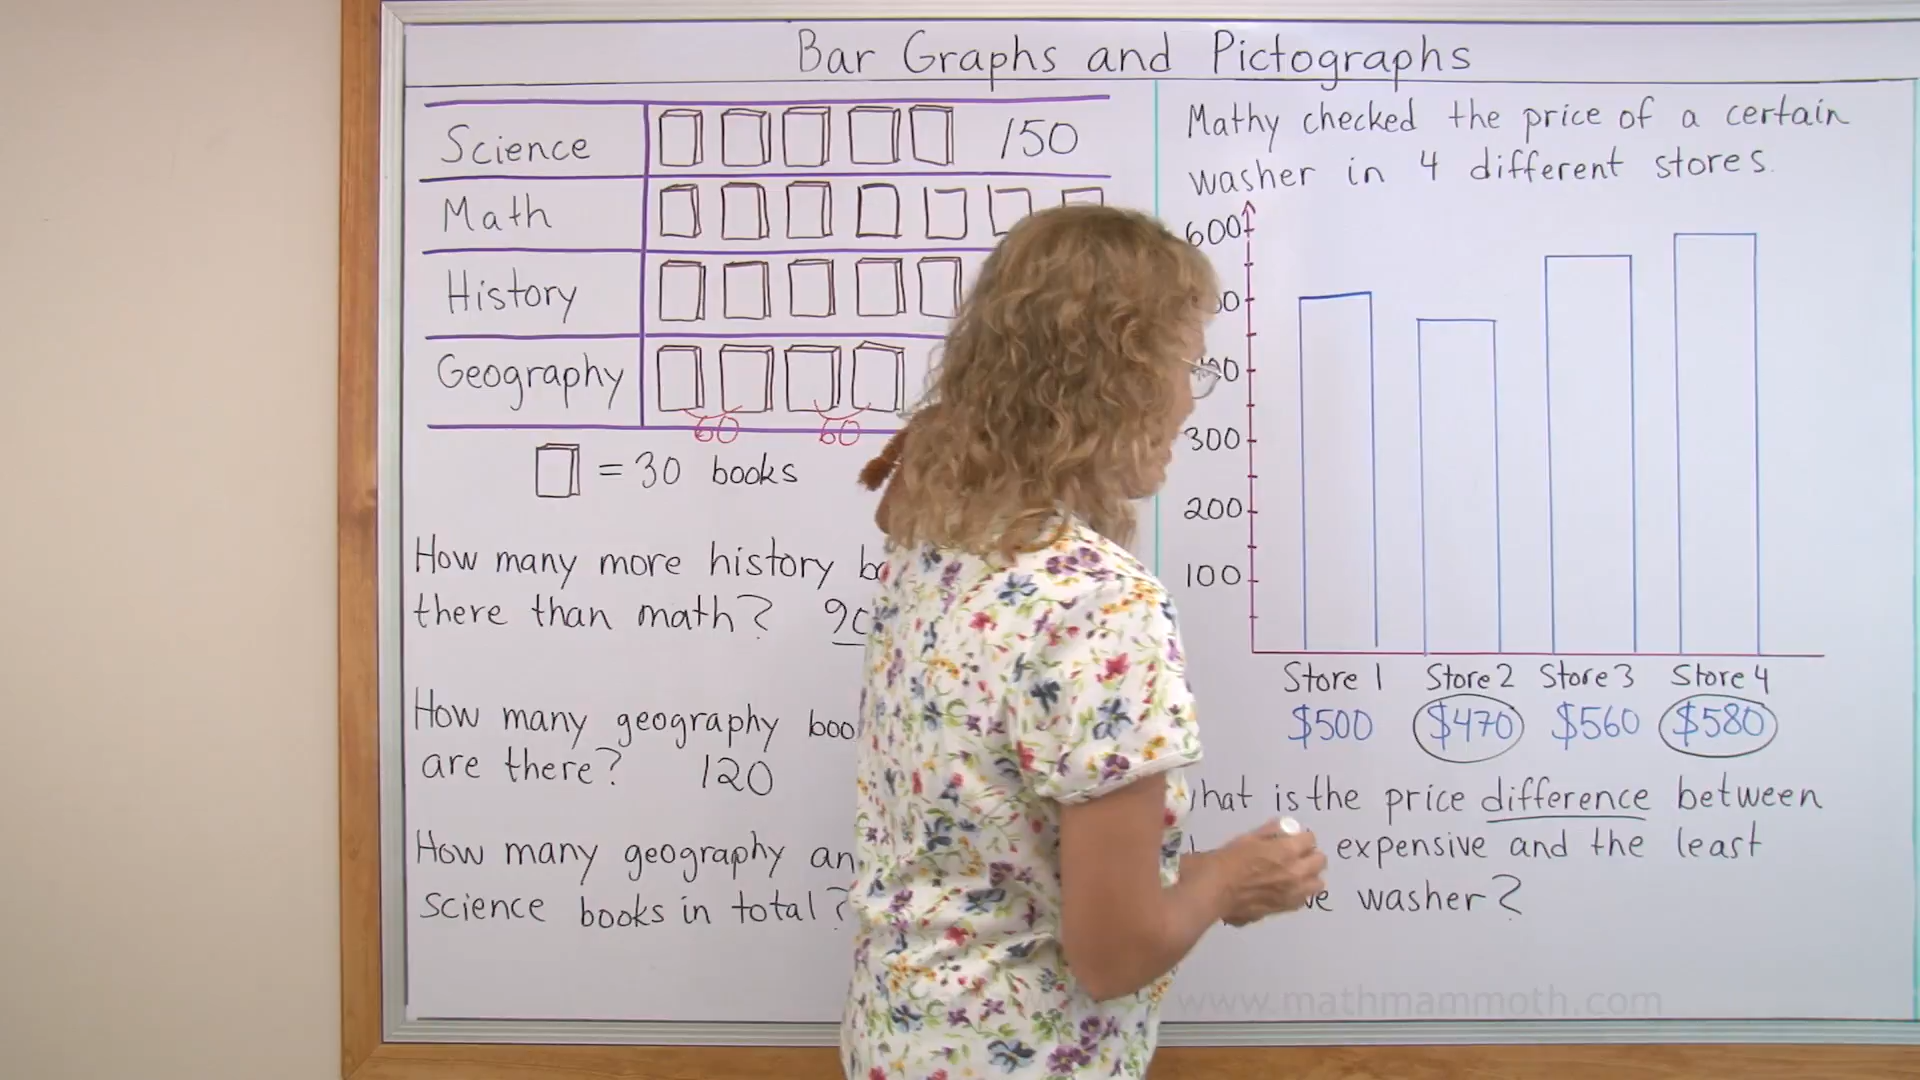 Bar Graphs and Pictographs
Science 150
Math
History
Geography
60 60
= 30 books
How many more history
there than math?
How many geography
are there? 120
How many geography
science books in total?
Mathy checked the price of a certain
washer in 4 different stores.
600
300
200
100
Store 1 Store 2 Store 3 Store 4
$500 $470 $560 $580
is the price difference between
expensive and the least
washer?
www.mathmammoth.com